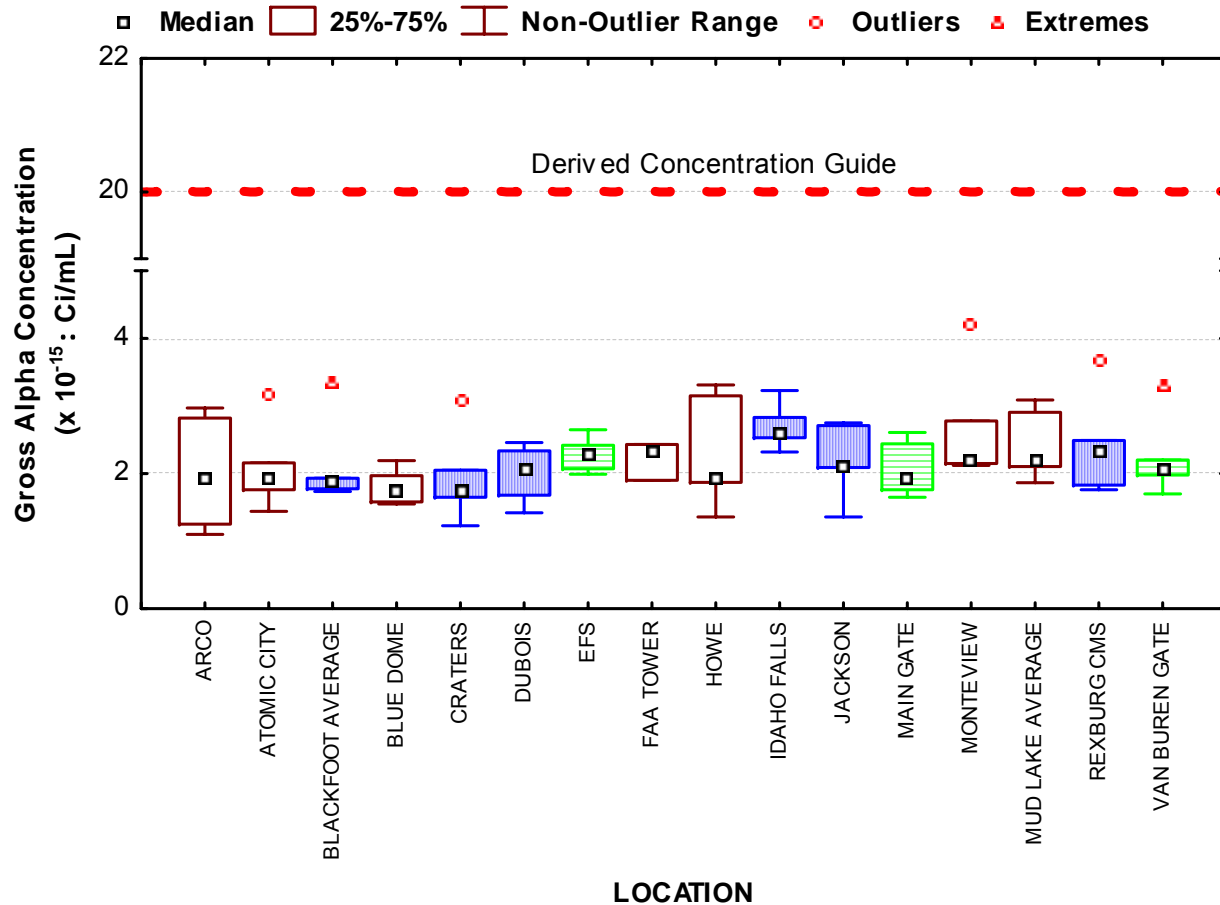 Median 25%-75% Non-Outlier Range Outliers Extremes
22
Derived Concentration Guide
20
4
2
0
Gross Alpha Concentration
(x 10⁻¹⁵ : Ci/mL)
ARCO
ATOMIC CITY
BLACKFOOT AVERAGE
BLUE DOME
CRATERS
DUBOIS
EFS
FAA TOWER
HOWE
IDAHO FALLS
JACKSON
MAIN GATE
MONTEVIEW
MUD LAKE AVERAGE
REXBURG CMS
VAN BUREN GATE
LOCATION